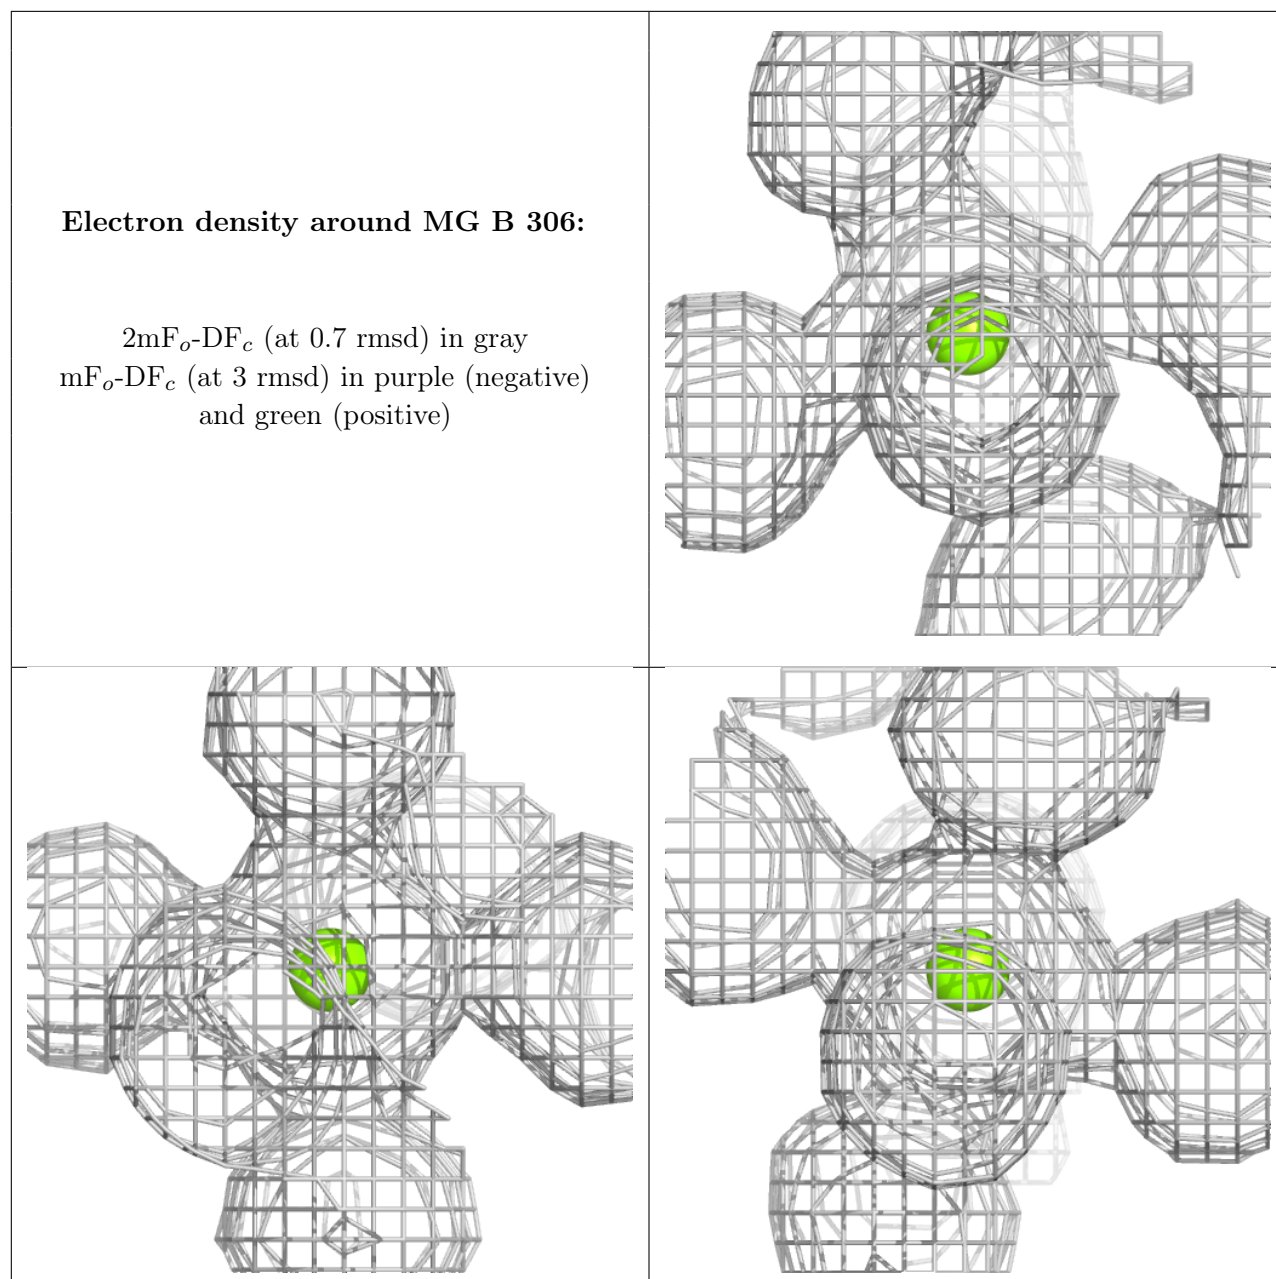 Electron density around MG B 306:
2mFo-DFc (at 0.7 rmsd) in gray
mFo-DFc (at 3 rmsd) in purple (negative)
and green (positive)